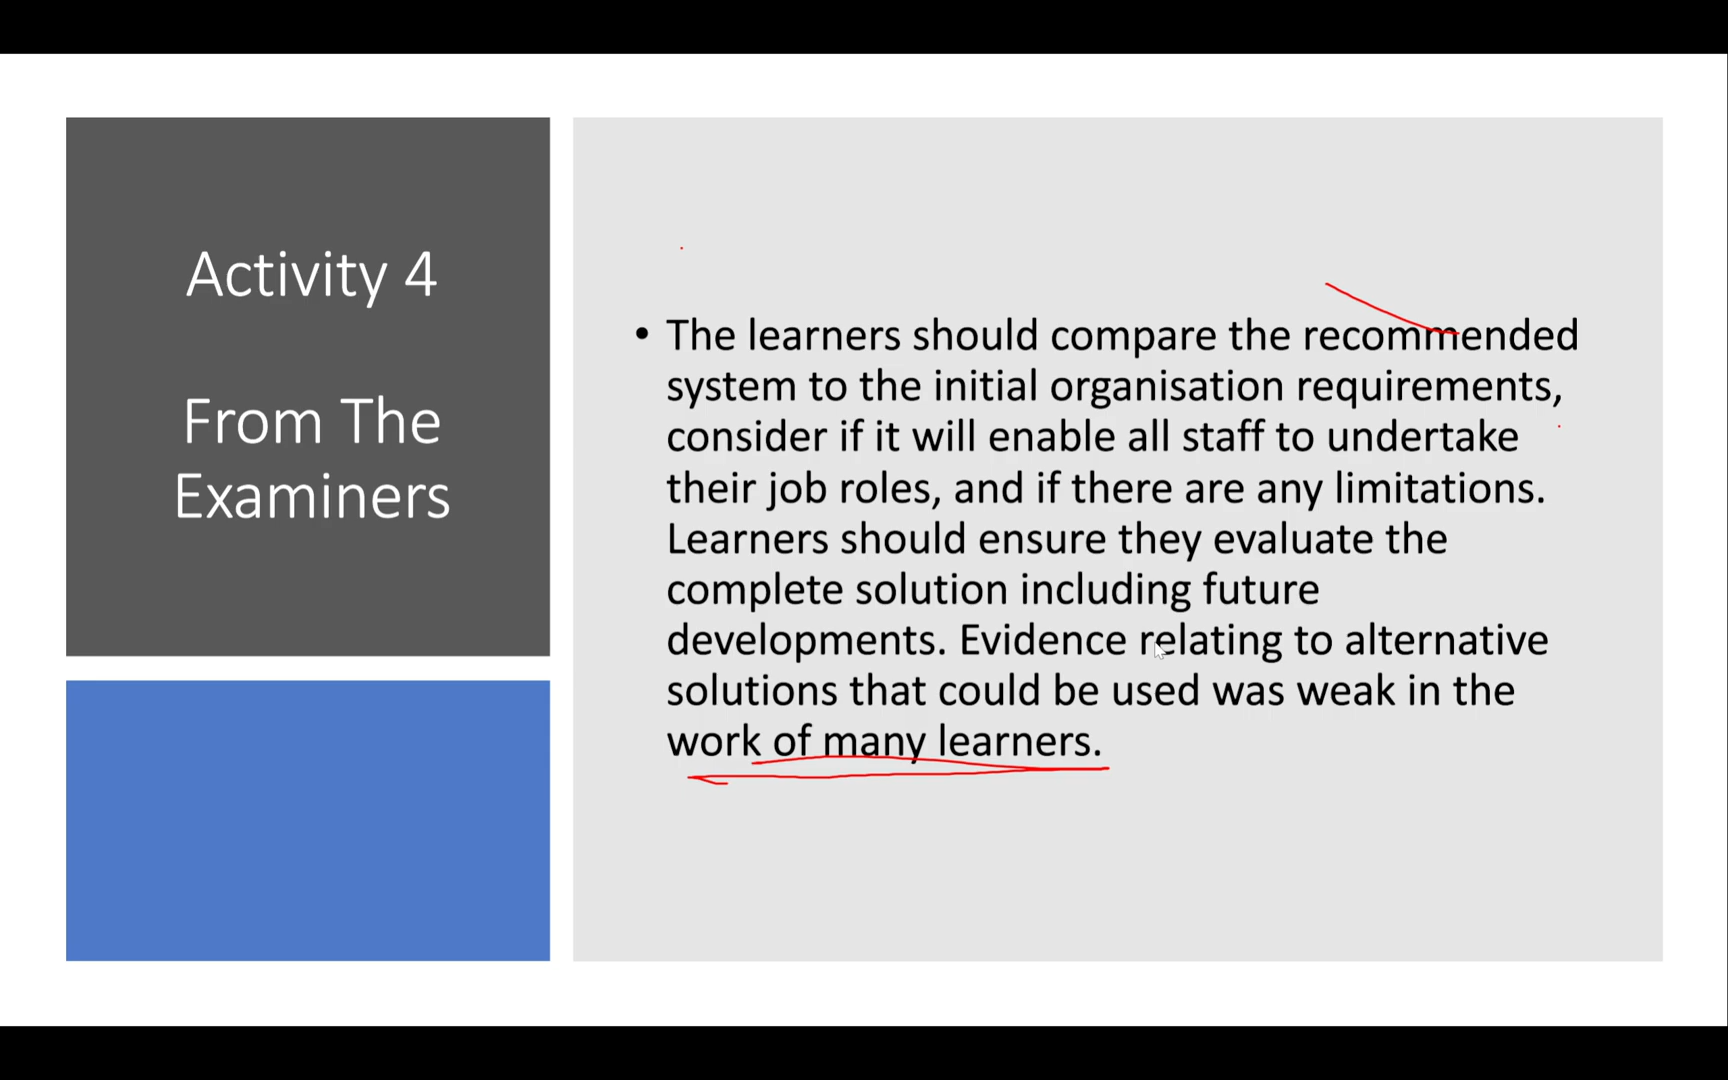 Activity 4
From The
Examiners
• The learners should compare the recommended
system to the initial organisation requirements,
consider if it will enable all staff to undertake
their job roles, and if there are any limitations.
Learners should ensure they evaluate the
complete solution including future
developments. Evidence relating to alternative
solutions that could be used was weak in the
work of many learners.